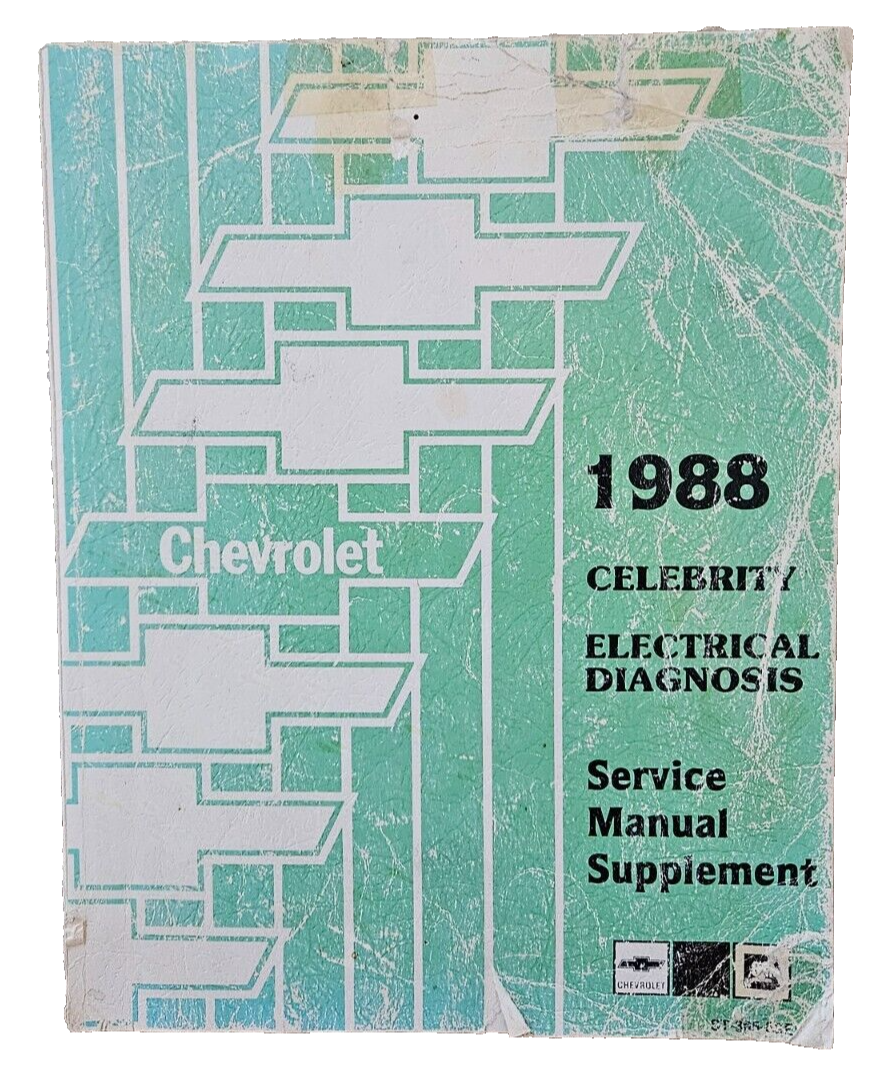 Chevrolet
1988
CELEBRITY
ELECTRICAL
DIAGNOSIS
Service
Manual
Supplement
CHEVROLET